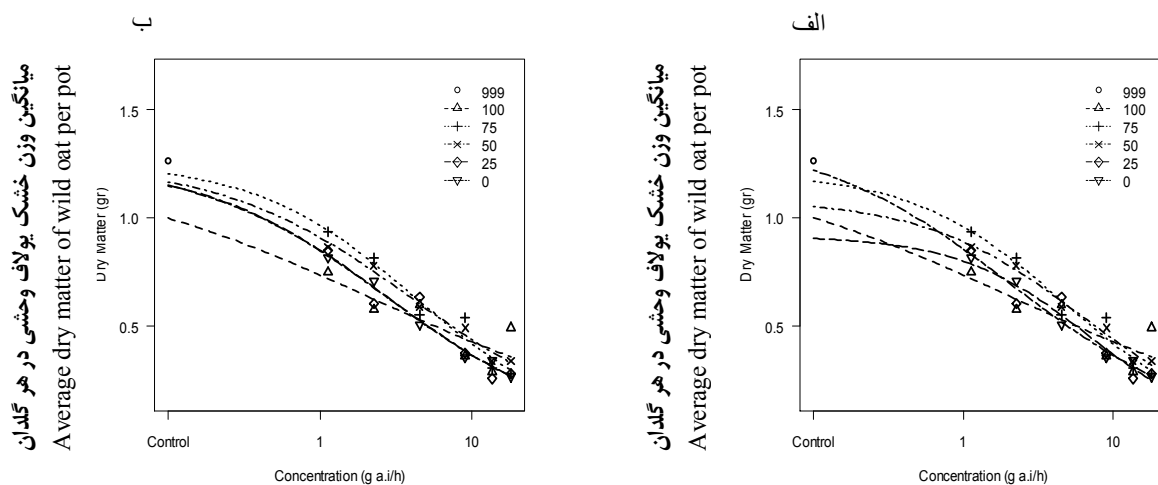 ب
میانگین وزن خشک یولاف وحشی در هر گلدان
Average dry matter of wild oat per pot
Dry Matter (gr)
1.5
1.0
0.5
999
100
75
50
25
0
Control
1
10
Concentration (g a.i/h)
الف
میانگین وزن خشک یولاف وحشی در هر گلدان
Average dry matter of wild oat per pot
Dry Matter (gr)
1.5
1.0
0.5
999
100
75
50
25
0
Control
1
10
Concentration (g a.i/h)